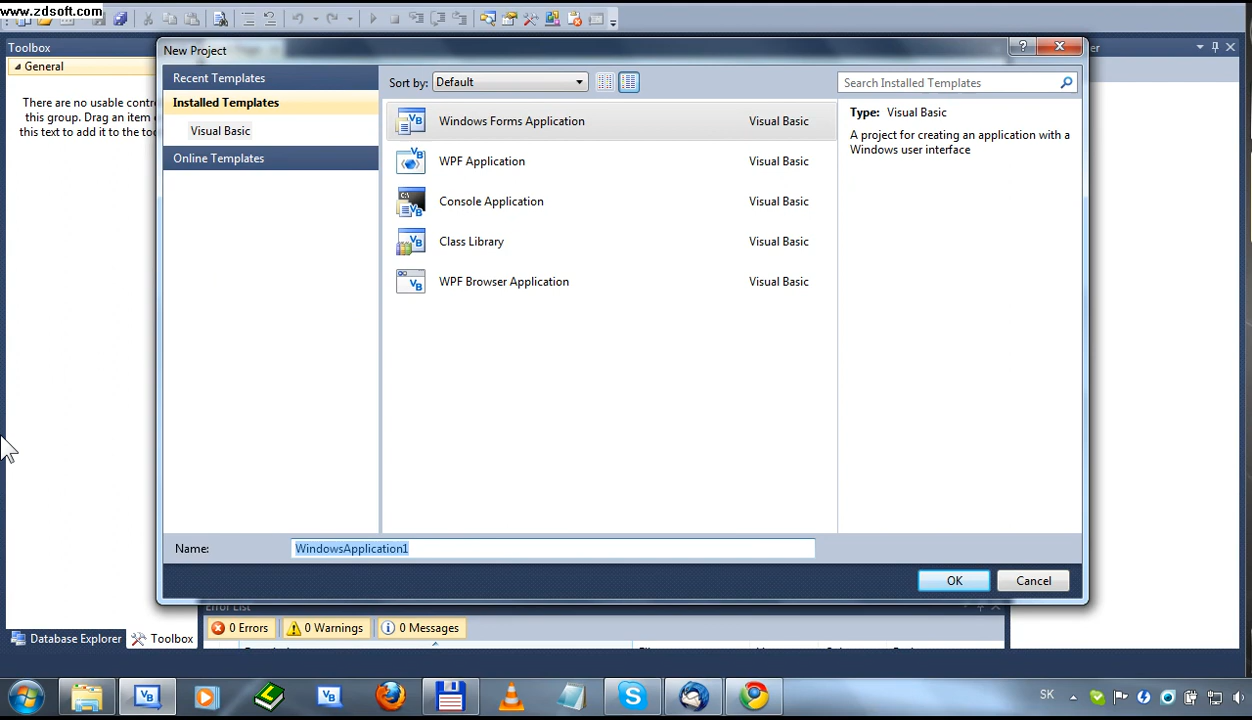 www.zdsoft.com
Toolbox
General
There are no usable contr
this group. Drag an item o
this text to add it to the too
New Project
er
Recent Templates
Installed Templates
Visual Basic
Online Templates
Sort by: Default
Search Installed Templates
Windows Forms Application Visual Basic
WPF Application Visual Basic
Console Application Visual Basic
Class Library Visual Basic
WPF Browser Application Visual Basic
Type: Visual Basic
A project for creating an application with a
Windows user interface
Name: WindowsApplication1
OK Cancel
Error List
0 Errors 0 Warnings 0 Messages
Database Explorer Toolbox
SK